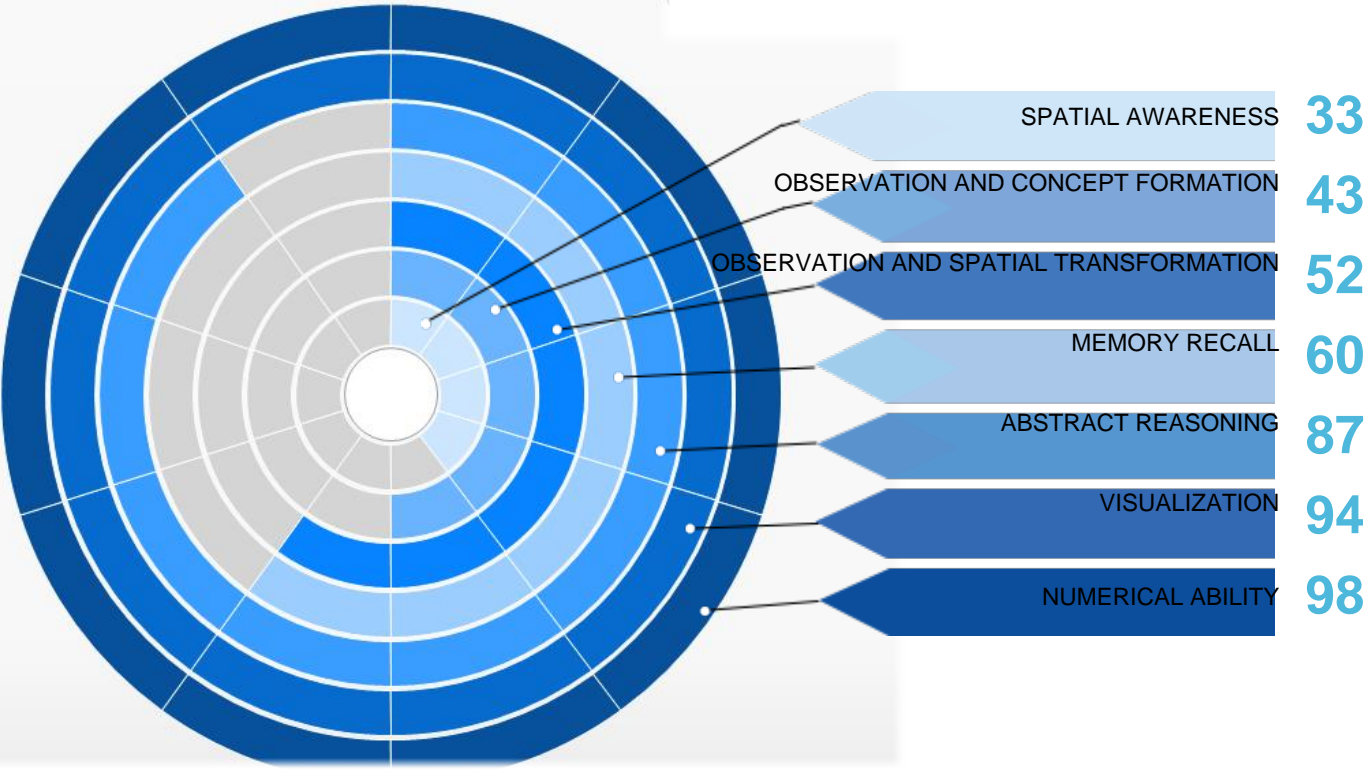 SPATIAL AWARENESS 33
OBSERVATION AND CONCEPT FORMATION 43
OBSERVATION AND SPATIAL TRANSFORMATION 52
MEMORY RECALL 60
ABSTRACT REASONING 87
VISUALIZATION 94
NUMERICAL ABILITY 98